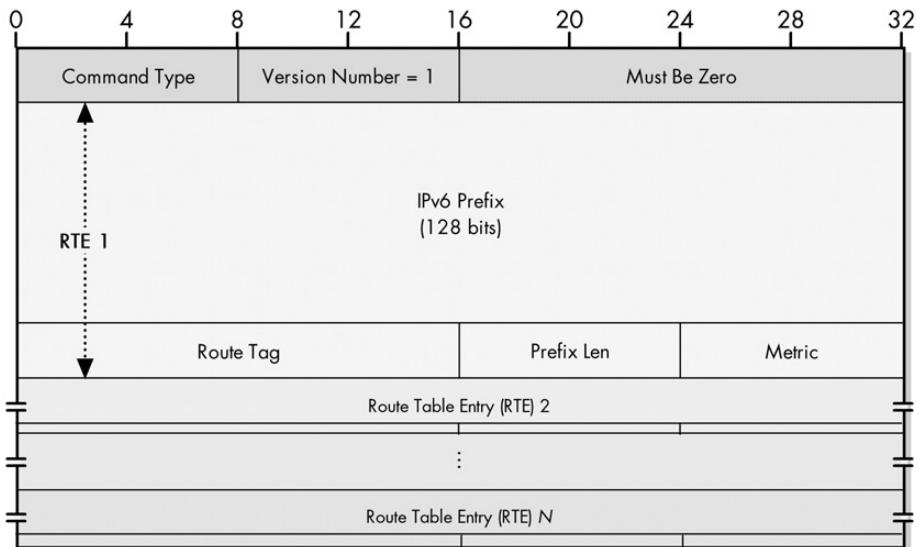 0 4 8 12 16 20 24 28 32
Command Type Version Number = 1 Must Be Zero
IPv6 Prefix
(128 bits)
RTE 1
Route Tag Prefix Len Metric
Route Table Entry (RTE) 2
⋮
Route Table Entry (RTE) N